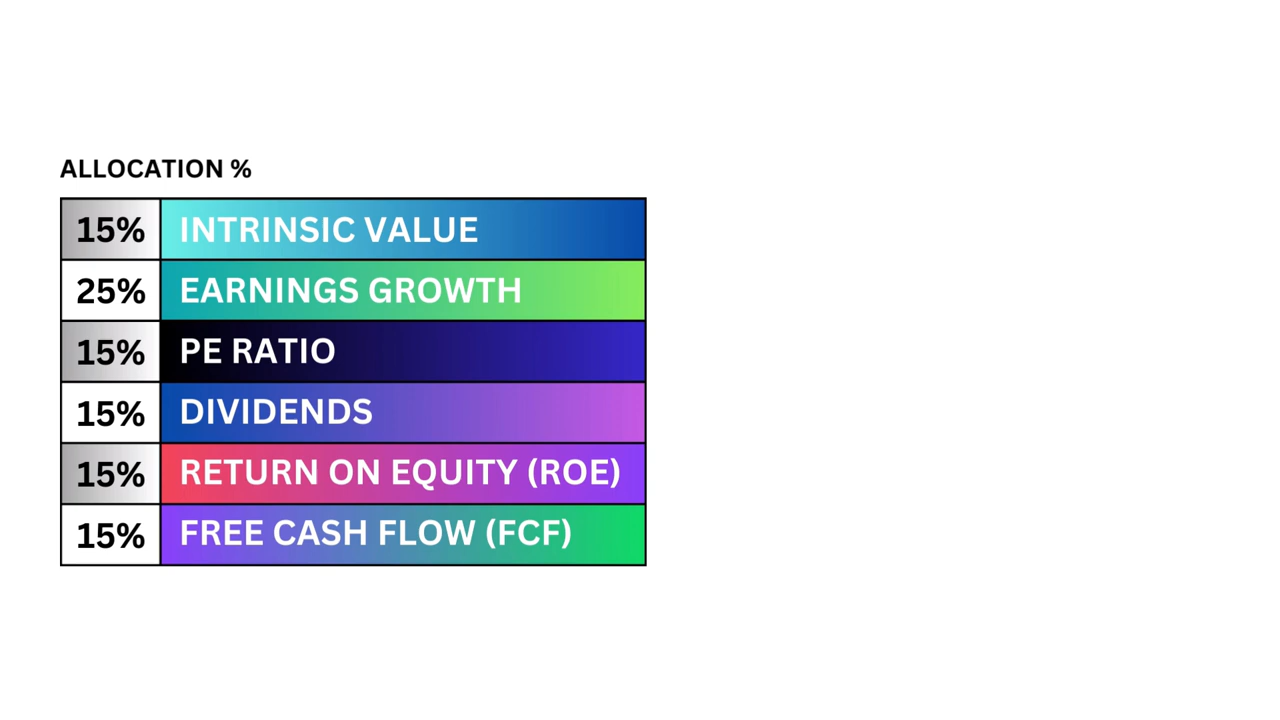 ALLOCATION %
15% INTRINSIC VALUE
25% EARNINGS GROWTH
15% PE RATIO
15% DIVIDENDS
15% RETURN ON EQUITY (ROE)
15% FREE CASH FLOW (FCF)